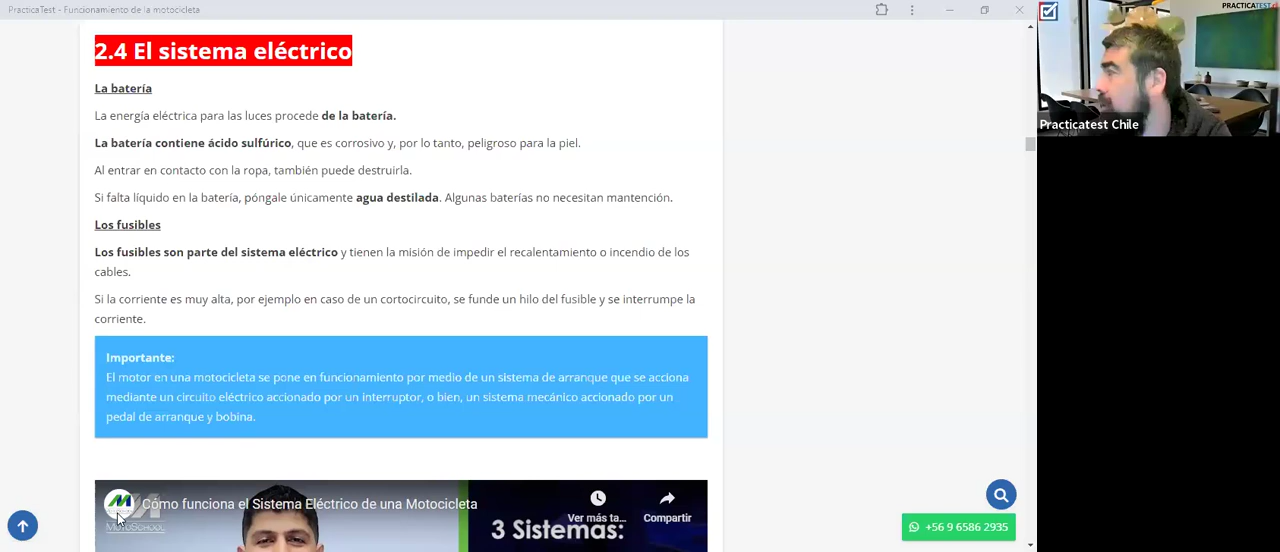 PracticaTest - Funcionamiento de la motocicleta
PRACTICATEST
2.4 El sistema eléctrico
La batería
La energía eléctrica para las luces procede de la batería.
La batería contiene ácido sulfúrico, que es corrosivo y, por lo tanto, peligroso para la piel.
Al entrar en contacto con la ropa, también puede destruirla.
Si falta líquido en la batería, póngale únicamente agua destilada. Algunas baterías no necesitan mantención.
Los fusibles
Los fusibles son parte del sistema eléctrico y tienen la misión de impedir el recalentamiento o incendio de los
cables.
Si la corriente es muy alta, por ejemplo en caso de un cortocircuito, se funde un hilo del fusible y se interrumpe la
corriente.
Importante:
El motor en una motocicleta se pone en funcionamiento por medio de un sistema de arranque que se acciona
mediante un circuito eléctrico accionado por un interruptor, o bien, un sistema mecánico accionado por un
pedal de arranque y bobina.
Cómo funciona el Sistema Eléctrico de una Motocicleta
MOTOSCHOOL
Ver más ta...
Compartir
3 Sistemas:
+56 9 6586 2935
Practicatest Chile